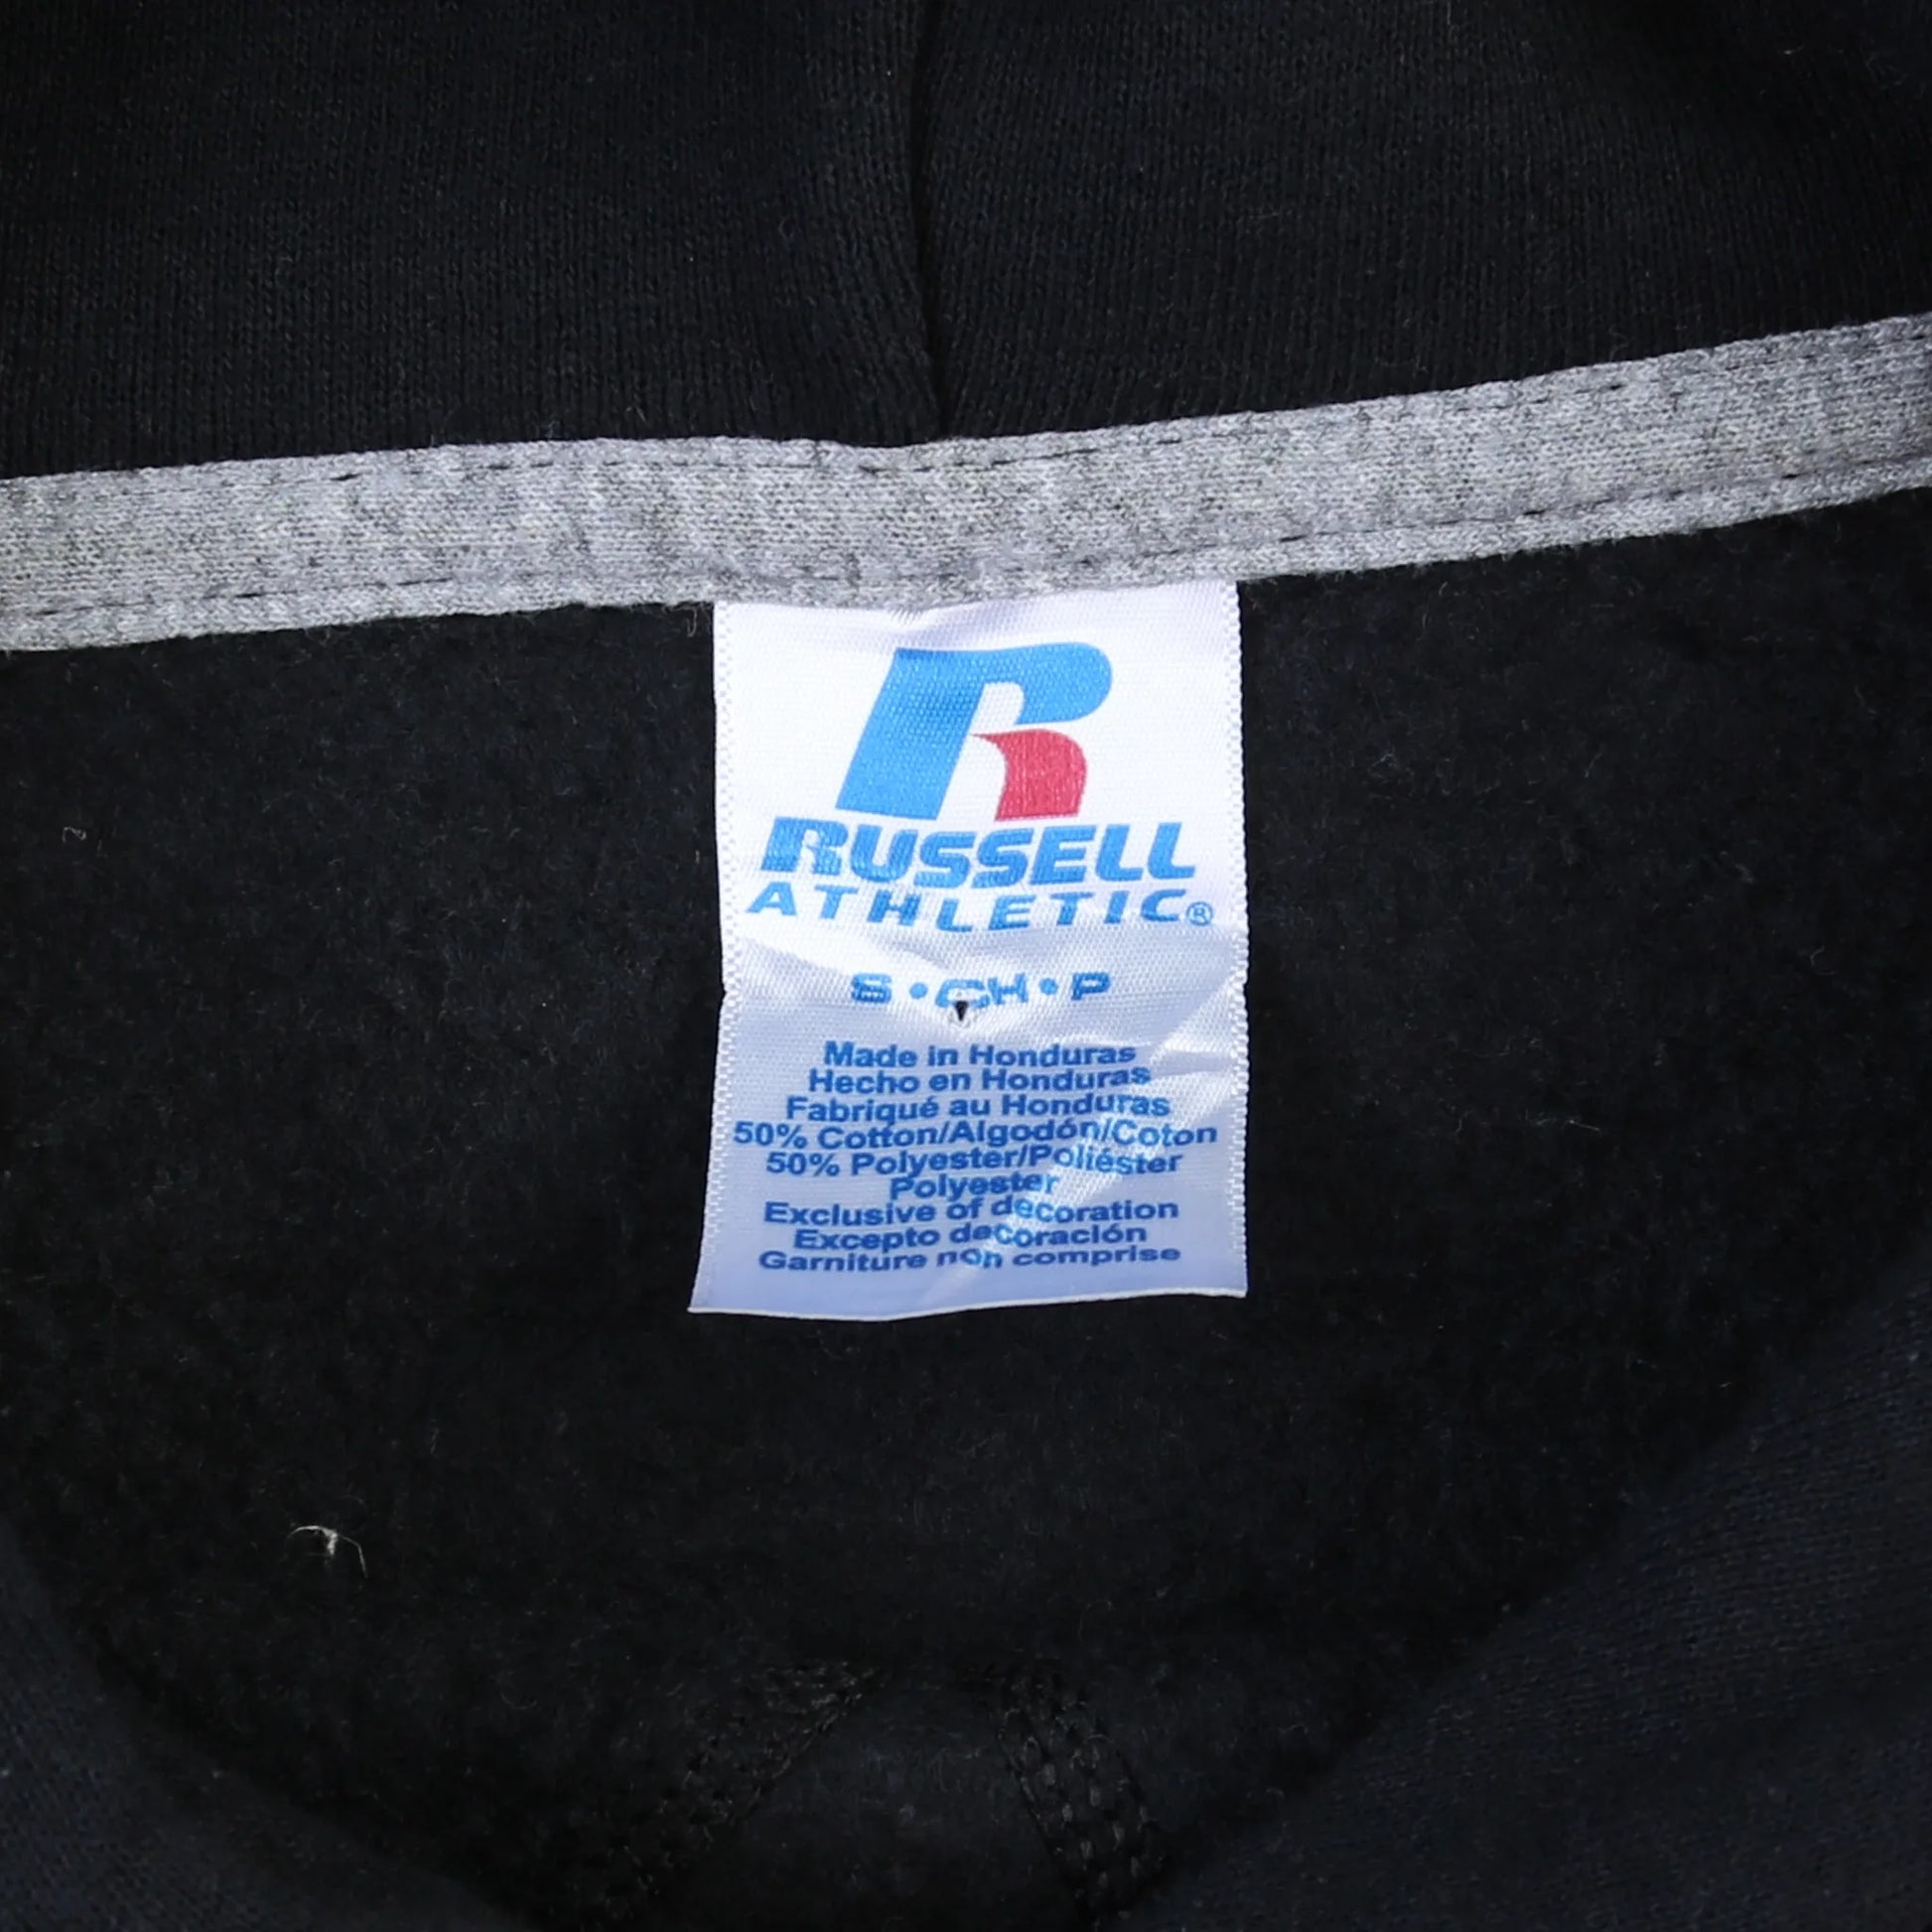 R
RUSSELL
ATHLETIC®
S • CH • P
Made in Honduras
Hecho en Honduras
Fabriqué au Honduras
50% Cotton/Algodón/Coton
50% Polyester/Poliéster
Polyester
Exclusive of decoration
Excepto decoración
Garniture non comprise